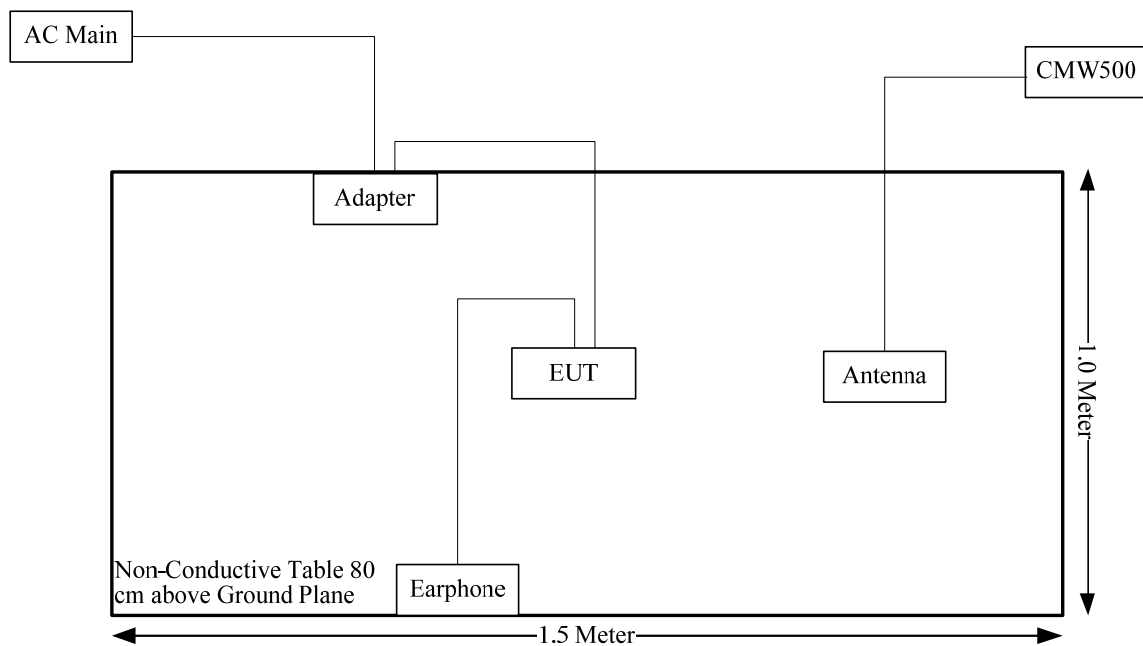 AC Main
CMW500
Adapter
EUT
Antenna
1.0 Meter
Non-Conductive Table 80
cm above Ground Plane
Earphone
1.5 Meter